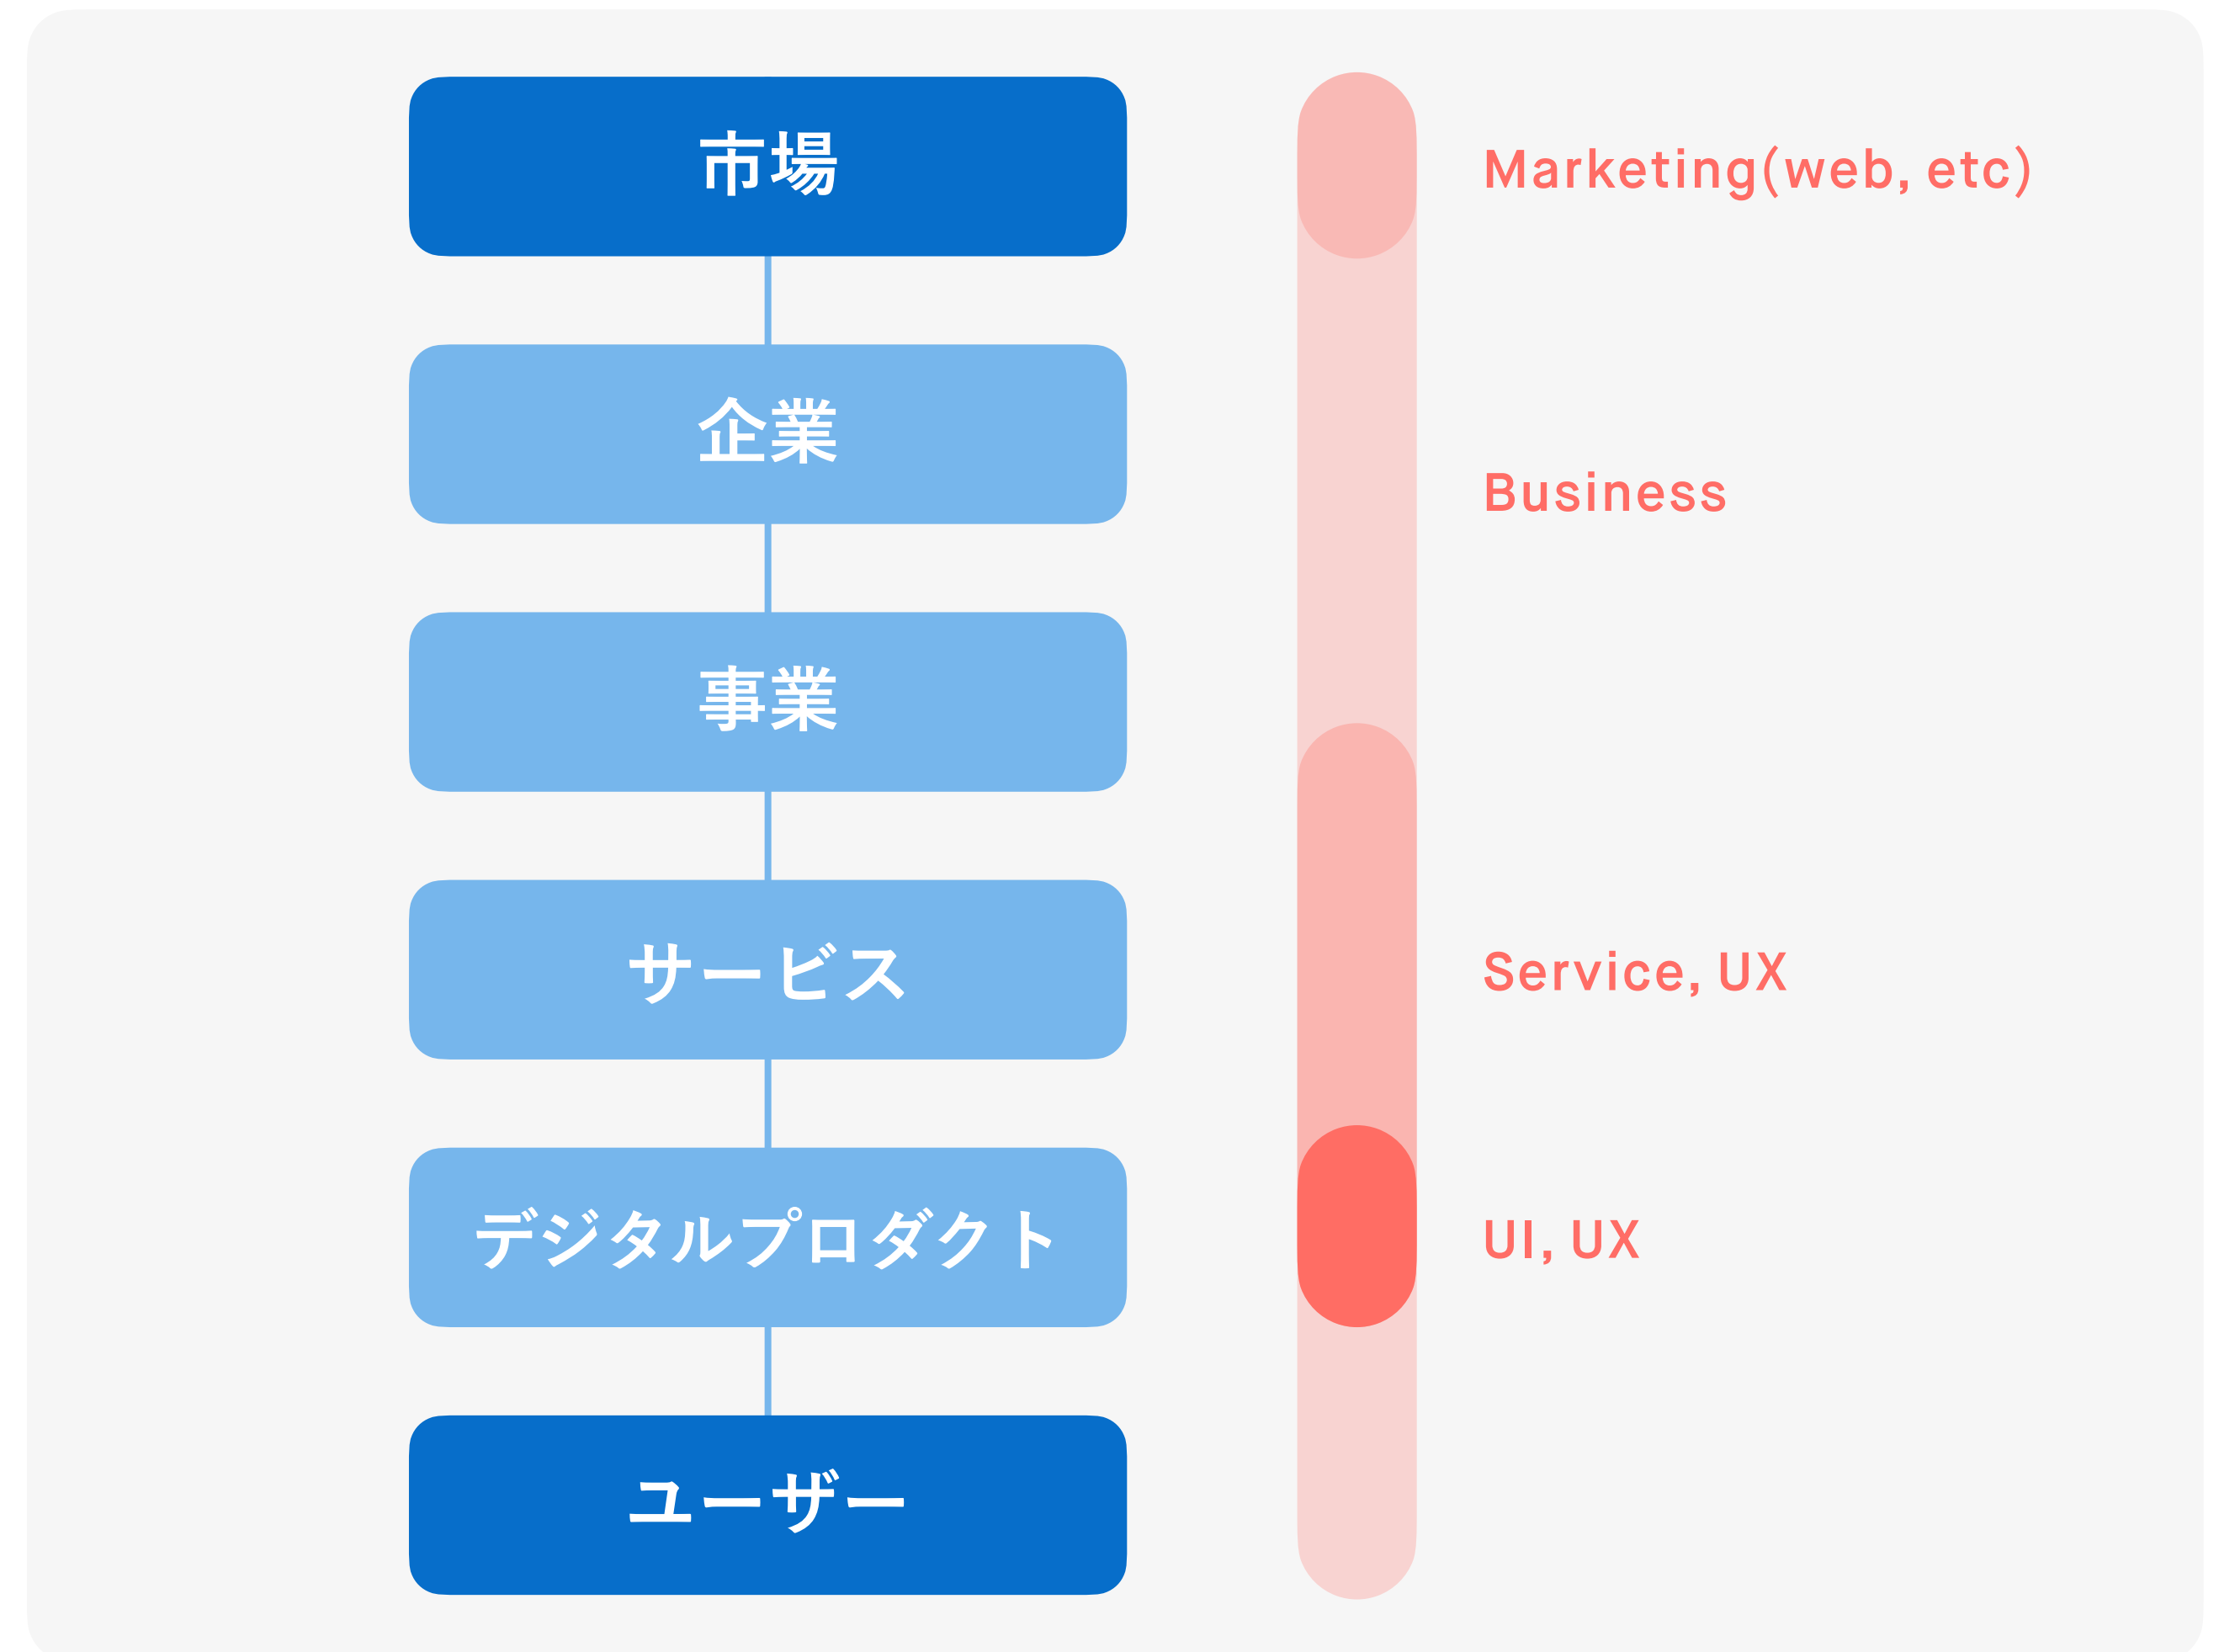 市場
Marketing(web, etc)
企業
Business
事業
サービス
Service, UX
デジタルプロダクト
UI, UX
ユーザー